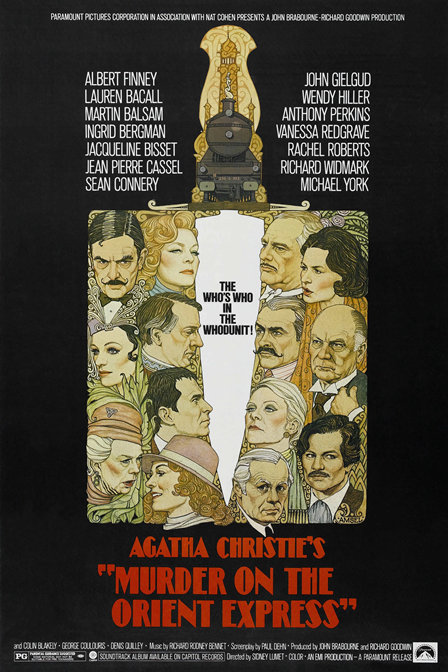 PARAMOUNT PICTURES CORPORATION IN ASSOCIATION WITH NAT COHEN PRESENTS A JOHN BRABOURNE-RICHARD GOODWIN PRODUCTION
ALBERT FINNEY
LAUREN BACALL
MARTIN BALSAM
INGRID BERGMAN
JACQUELINE BISSET
JEAN PIERRE CASSEL
SEAN CONNERY
JOHN GIELGUD
WENDY HILLER
ANTHONY PERKINS
VANESSA REDGRAVE
RACHEL ROBERTS
RICHARD WIDMARK
MICHAEL YORK
THE
WHO'S WHO
IN
THE
WHODUNIT!
AMSEL
AGATHA CHRISTIE'S
"MURDER ON THE
ORIENT EXPRESS"
and COLIN BLAKELY · GEORGE COULOURIS · DENIS QUILLEY · Music by RICHARD RODNEY BENNET · Screenplay by PAUL DEHN · Produced by JOHN BRABOURNE and RICHARD GOODWIN
PG PARENTAL GUIDANCE SUGGESTED SOUNDTRACK ALBUM AVAILABLE ON CAPITOL RECORDS Directed by SIDNEY LUMET · COLOR · AN EMI PRODUCTION – A PARAMOUNT RELEASE